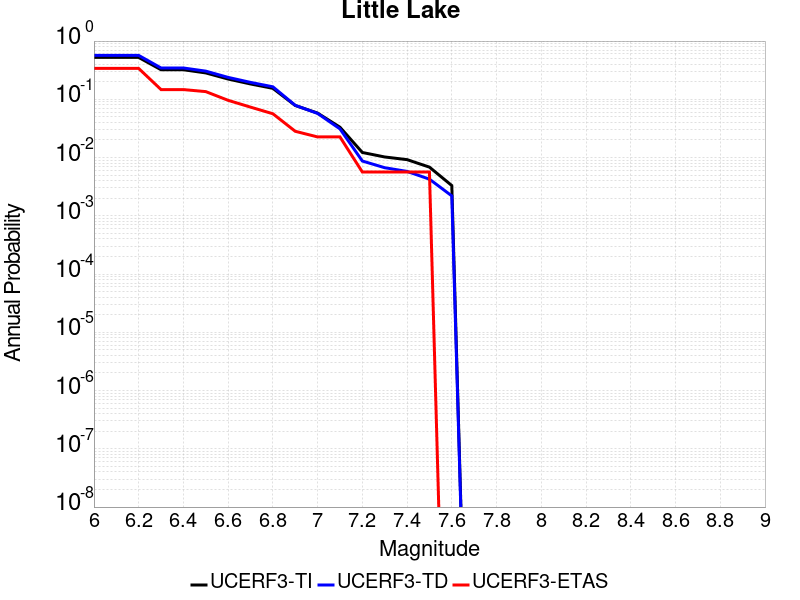 Little Lake
10^0
10^-1
10^-2
10^-3
10^-4
10^-5
10^-6
10^-7
10^-8
Annual Probability
6 6.2 6.4 6.6 6.8 7 7.2 7.4 7.6 7.8 8 8.2 8.4 8.6 8.8 9
Magnitude
UCERF3-TI UCERF3-TD UCERF3-ETAS